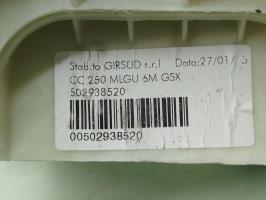 Stab.to GIRSUD s.r.l Data:27/01/
CC 250 MLGU 6M GSX
502938520
00502938520